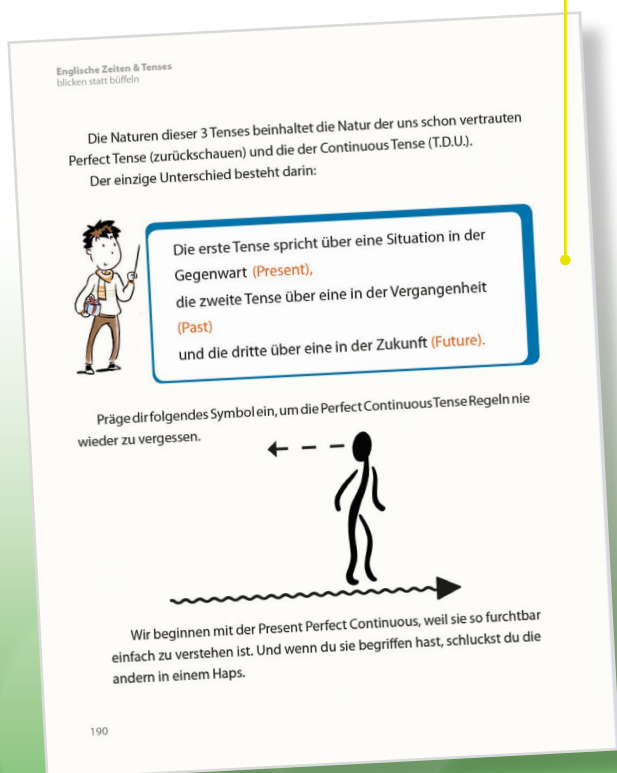 Englische Zeiten & Tenses
blicken statt büffeln
Die Naturen dieser 3 Tenses beinhaltet die Natur der uns schon vertrauten
Perfect Tense (zurückschauen) und die der Continuous Tense (T.D.U.).
Der einzige Unterschied besteht darin:
Die erste Tense spricht über eine Situation in der
Gegenwart (Present),
die zweite Tense über eine in der Vergangenheit
(Past)
und die dritte über eine in der Zukunft (Future).
Präge dir folgendes Symbol ein, um die Perfect Continuous Tense Regeln nie
wieder zu vergessen.
Wir beginnen mit der Present Perfect Continuous, weil sie so furchtbar
einfach zu verstehen ist. Und wenn du sie begriffen hast, schluckst du die
andern in einem Haps.
190